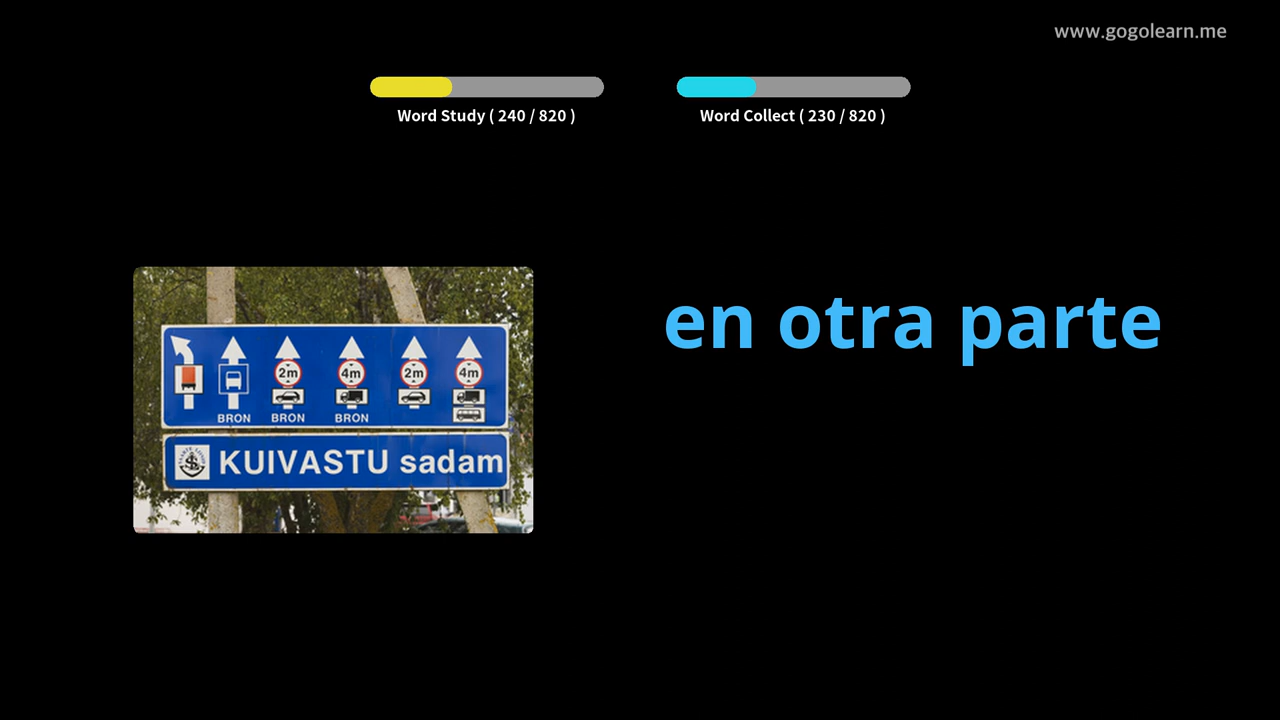 www.gogolearn.me
Word Study ( 240 / 820 )
Word Collect ( 230 / 820 )
en otra parte
2m 4m 2m 4m
BRON BRON BRON
KUIVASTU sadam